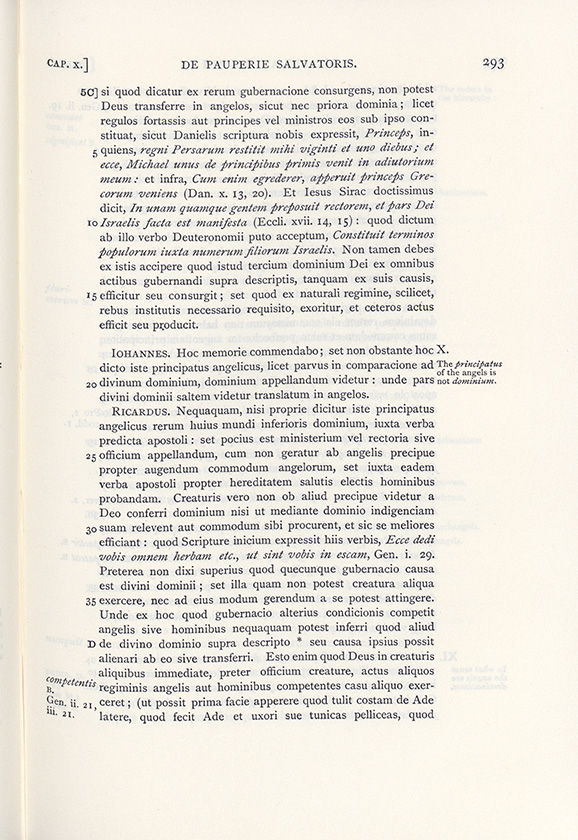 CAP. X.] DE PAUPERIE SALVATORIS. 293
5C] si quod dicatur ex rerum gubernacione consurgens, non potest
Deus transferre in angelos, sicut nec priora dominia; licet
regulos fortassis aut principes vel ministros eos sub ipso con-
stituat, sicut Danielis scriptura nobis expressit, Princeps, in-
5 quiens, regni Persarum restitit mihi viginti et uno diebus; et
ecce, Michael unus de principibus primis venit in adiutorium
meum: et infra, Cum enim egrederer, apperuit princeps Gre-
corum veniens (Dan. x. 13, 20). Et Iesus Sirac doctissimus
dicit, In unam quamque gentem preposuit rectorem, et pars Dei
10 Israelis facta est manifesta (Eccli. xvii. 14, 15): quod dictum
ab illo verbo Deuteronomii puto acceptum, Constituit terminos
populorum iuxta numerum filiorum Israelis. Non tamen debes
ex istis accipere quod istud tercium dominium Dei ex omnibus
actibus gubernandi supra descriptis, tanquam ex suis causis,
15 efficitur seu consurgit; set quod ex naturali regimine, scilicet,
rebus institutis necessario requisito, exoritur, et ceteros actus
efficit seu producit.
IOHANNES. Hoc memorie commendabo; set non obstante hoc X.
dicto iste principatus angelicus, licet parvus in comparacione ad The principatus
of the angels is
20 divinum dominium, dominium appellandum videtur: unde pars not dominium.
divini dominii saltem videtur translatum in angelos.
RICARDUS. Nequaquam, nisi proprie dicitur iste principatus
angelicus rerum huius mundi inferioris dominium, iuxta verba
predicta apostoli: set pocius est ministerium vel rectoria sive
25 officium appellandum, cum non geratur ab angelis precipue
propter augendum commodum angelorum, set iuxta eadem
verba apostoli propter hereditatem salutis electis hominibus
probandam. Creaturis vero non ob aliud precipue videtur a
Deo conferri dominium nisi ut mediante dominio indigenciam
30 suam relevent aut commodum sibi procurent, et sic se meliores
efficiant: quod Scripture inicium expressit hiis verbis, Ecce dedi
vobis omnem herbam etc., ut sint vobis in escam, Gen. i. 29.
Preterea non dixi superius quod quecunque gubernacio causa
est divini dominii; set illa quam non potest creatura aliqua
35 exercere, nec ad eius modum gerendum a se potest attingere.
Unde ex hoc quod gubernacio alterius condicionis competit
angelis sive hominibus nequaquam potest inferri quod aliud
D de divino dominio supra descripto * seu causa ipsius possit
alienari ab eo sive transferri. Esto enim quod Deus in creaturis
aliquibus immediate, preter officium creature, actus aliquos
competentis regiminis angelis aut hominibus competentes casu aliquo exer-
B.
Gen. ii. 21, ceret; (ut possit prima facie apperere quod tulit costam de Ade
iii. 21. latere, quod fecit Ade et uxori sue tunicas pelliceas, quod